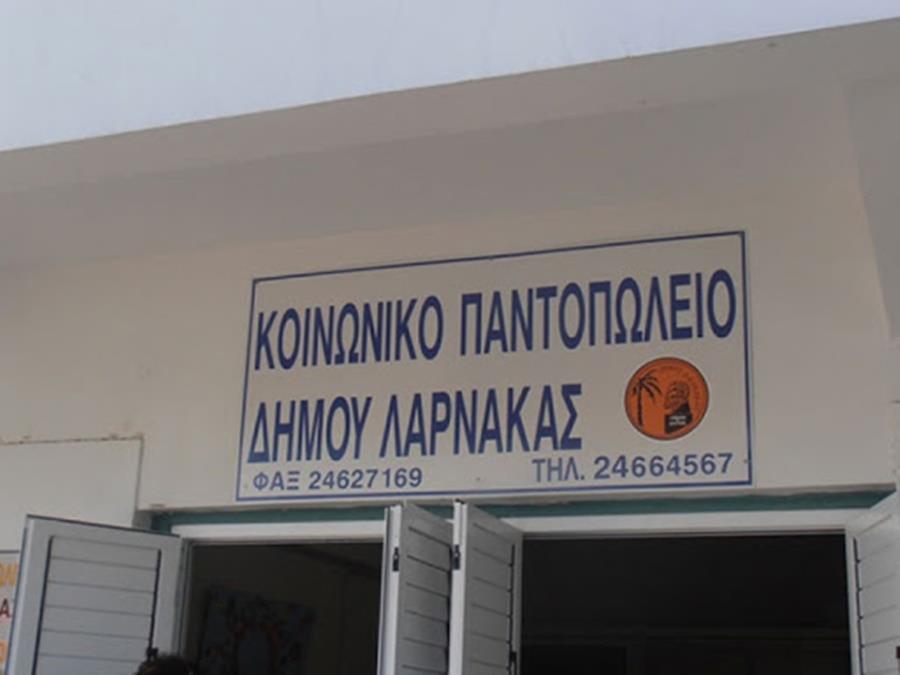 ΚΟΙΝΩΝΙΚΟ ΠΑΝΤΟΠΩΛΕΙΟ
ΔΗΜΟΥ ΛΑΡΝΑΚΑΣ
ΦΑΞ 24627169 ΤΗΛ. 24664567